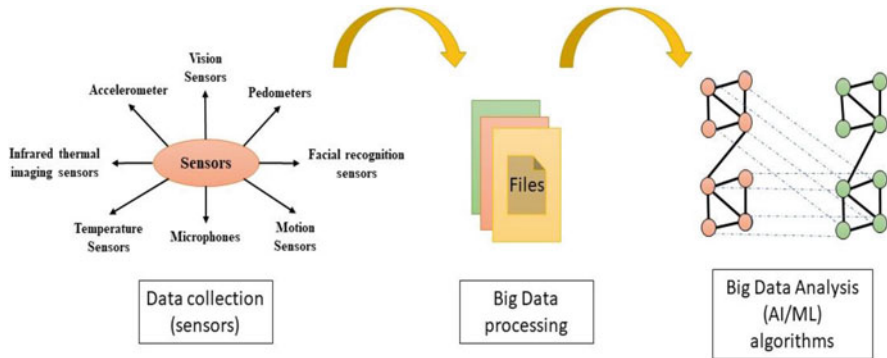 Vision
Sensors
Accelerometer
Pedometers
Infrared thermal
imaging sensors
Sensors
Facial recognition
sensors
Temperature
Sensors
Microphones
Motion
Sensors
Files
Data collection
(sensors)
Big Data
processing
Big Data Analysis
(AI/ML)
algorithms